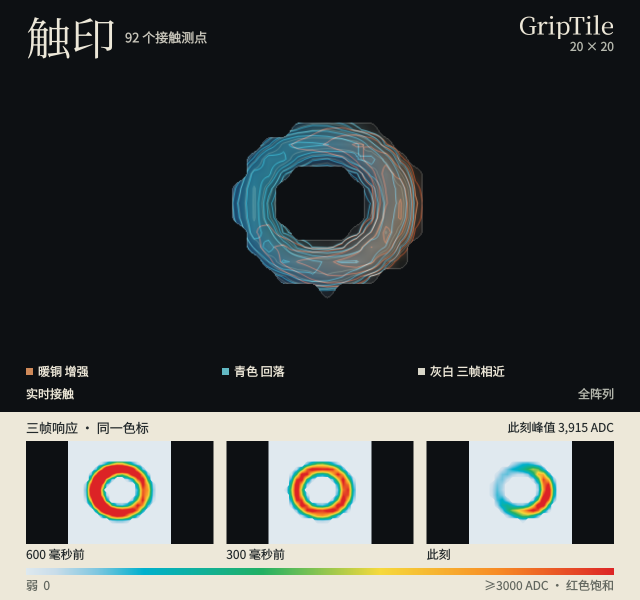 触印 92 个接触测点
GripTile
20 × 20
暖铜 增强
青色 回落
灰白 三帧相近
实时接触
全阵列
三帧响应 · 同一色标
此刻峰值 3,915 ADC
600 毫秒前
300 毫秒前
此刻
弱 0
≥3000 ADC · 红色饱和